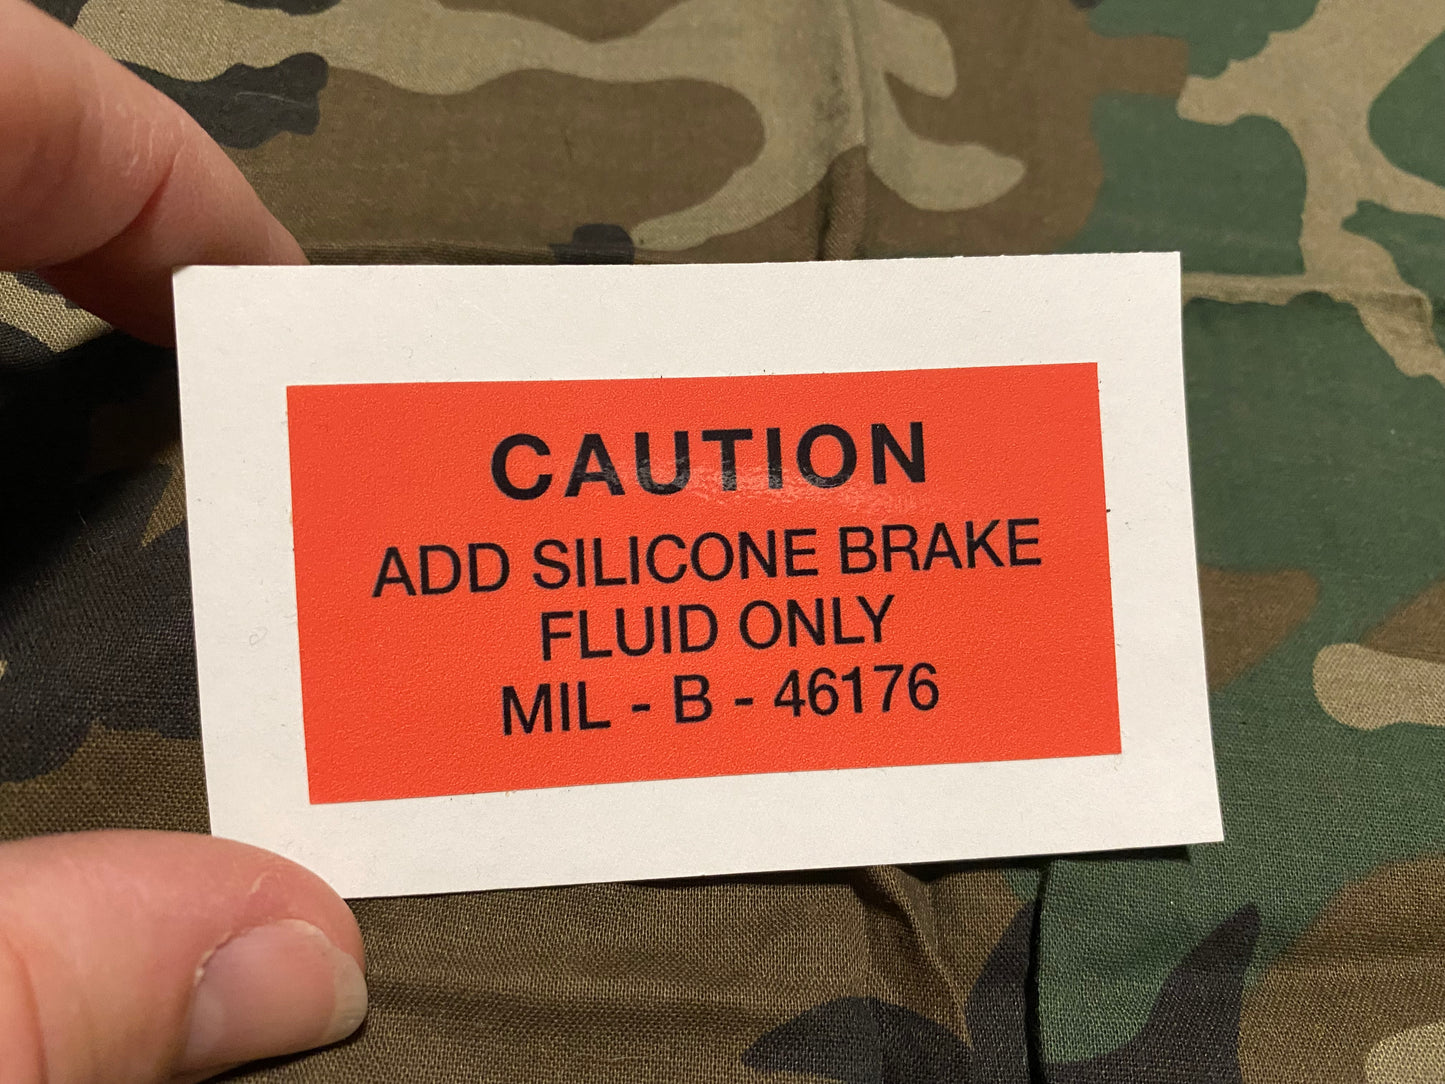 CAUTION
ADD SILICONE BRAKE
FLUID ONLY
MIL - B - 46176